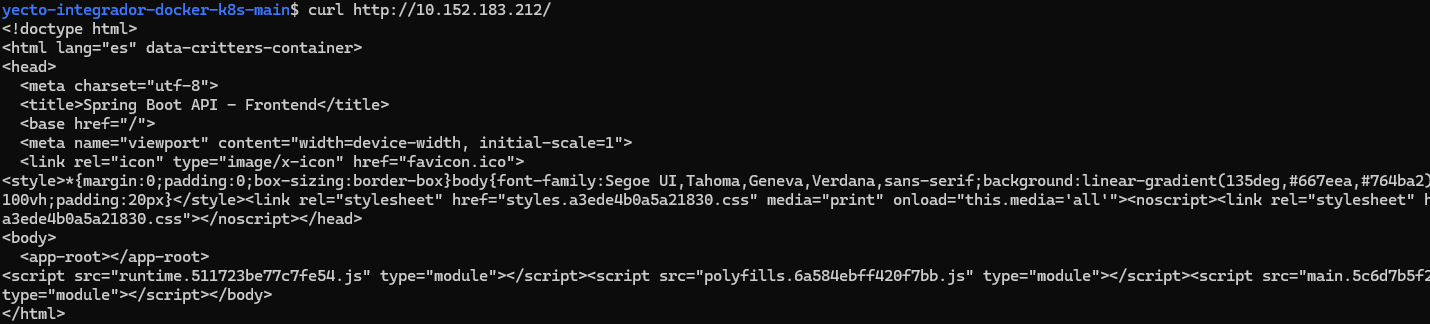 yecto-integrador-docker-k8s-main$ curl http://10.152.183.212/
<!doctype html>
<html lang="es" data-critters-container>
<head>
  <meta charset="utf-8">
  <title>Spring Boot API - Frontend</title>
  <base href="/">
  <meta name="viewport" content="width=device-width, initial-scale=1">
  <link rel="icon" type="image/x-icon" href="favicon.ico">
<style>*{margin:0;padding:0;box-sizing:border-box}body{font-family:Segoe UI,Tahoma,Geneva,Verdana,sans-serif;background:linear-gradient(135deg,#667eea,#764ba2)
100vh;padding:20px}</style><link rel="stylesheet" href="styles.a3ede4b0a5a21830.css" media="print" onload="this.media='all'"><noscript><link rel="stylesheet" h
a3ede4b0a5a21830.css"></noscript></head>
<body>
  <app-root></app-root>
<script src="runtime.511723be77c7fe54.js" type="module"></script><script src="polyfills.6a584ebff420f7bb.js" type="module"></script><script src="main.5c6d7b5f2
type="module"></script></body>
</html>